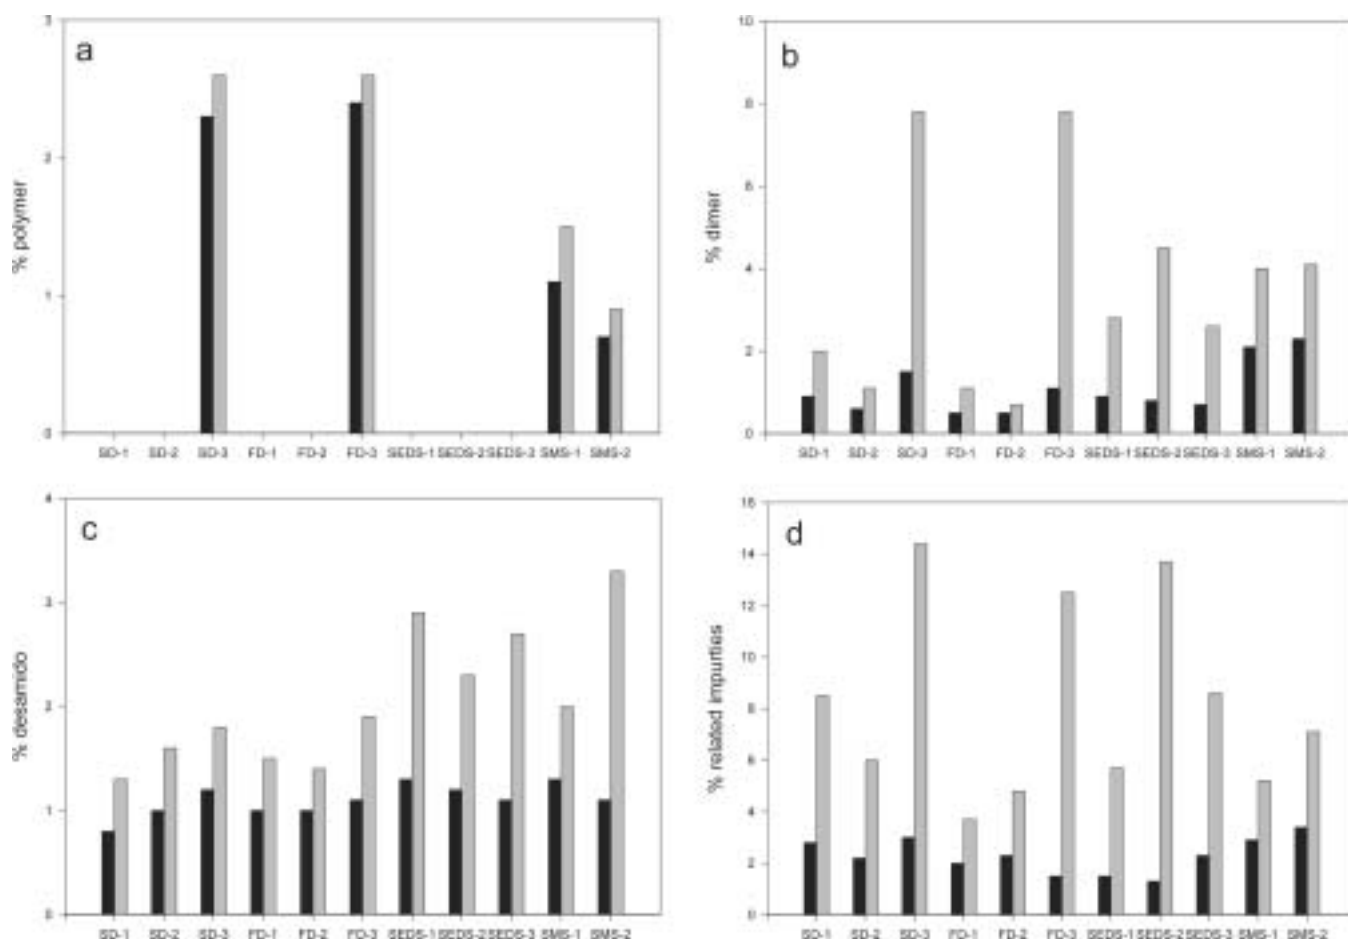 a
3
2
1
0
% polymer
SD-1 SD-2 SD-3 FD-1 FD-2 FD-3 SEDS-1 SEDS-2 SEDS-3 SMS-1 SMS-2
b
10
8
6
4
2
0
% dimer
SD-1 SD-2 SD-3 FD-1 FD-2 FD-3 SEDS-1 SEDS-2 SEDS-3 SMS-1 SMS-2
c
4
3
2
1
0
% desamido
SD-1 SD-2 SD-3 FD-1 FD-2 FD-3 SEDS-1 SEDS-2 SEDS-3 SMS-1 SMS-2
d
16
14
12
10
8
6
4
2
0
% related impurties
SD-1 SD-2 SD-3 FD-1 FD-2 FD-3 SEDS-1 SEDS-2 SEDS-3 SMS-1 SMS-2